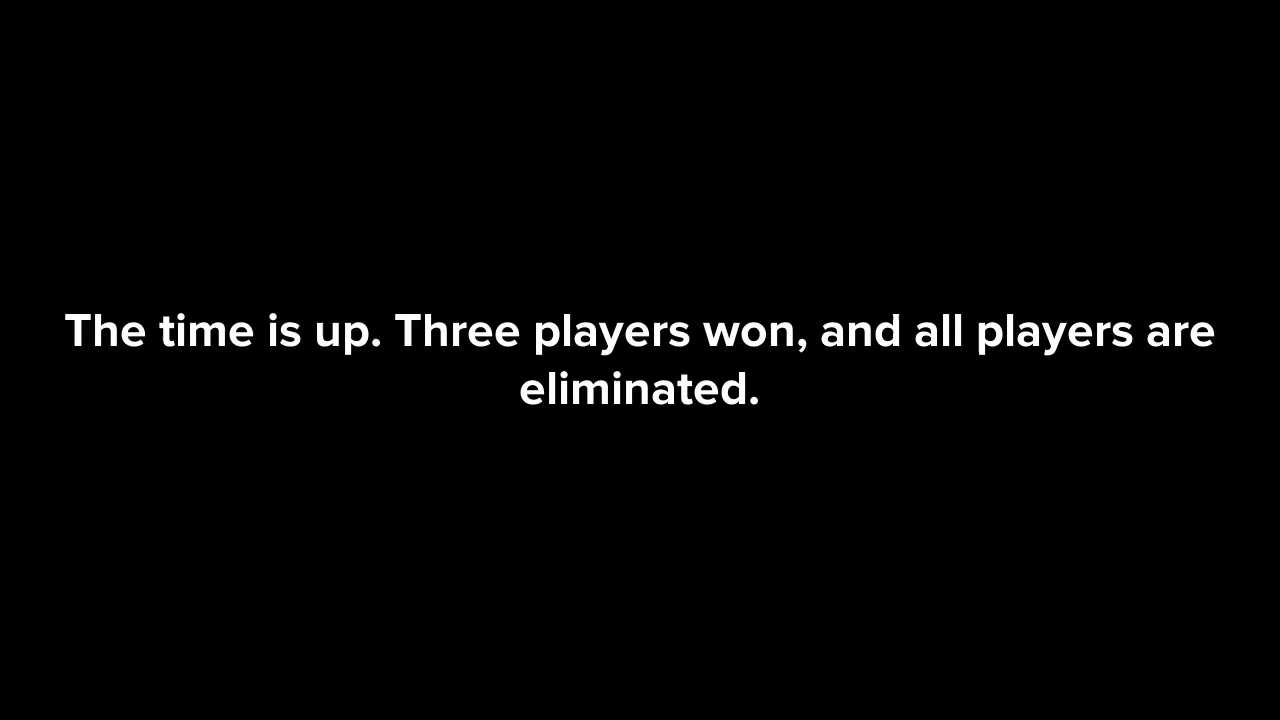 The time is up. Three players won, and all players are
eliminated.